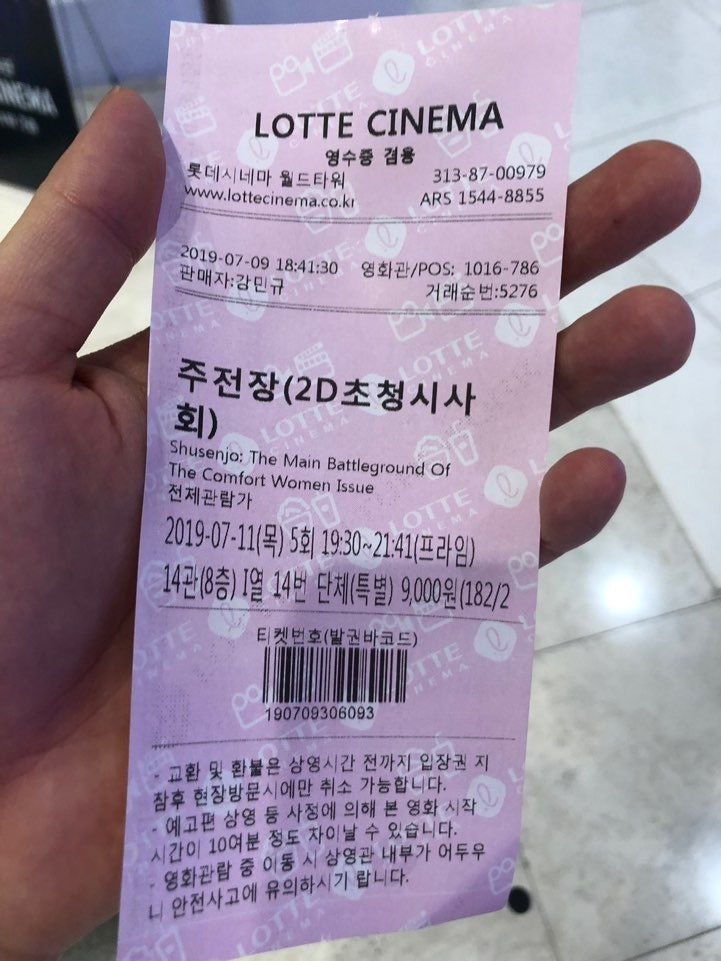 LOTTE CINEMA
영수증 겸용
롯데시네마 월드타워 313-87-00979
www.lottecinema.co.kr ARS 1544-8855
2019-07-09 18:41:30 영화관/POS: 1016-786
판매자:강민규 거래순번:5276
주전장(2D초청시사
회)
Shusenjo: The Main Battleground Of
The Comfort Women Issue
전체관람가
2019-07-11(목) 5회 19:30~21:41(프라임)
14관(8층) I열 14번 단체(특별) 9,000원(182/2
티켓번호(발권바코드)
190709306093
- 교환 및 환불은 상영시간 전까지 입장권 지
참후 현장방문시에만 취소 가능합니다.
- 예고편 상영 등 사정에 의해 본 영화 시작
시간이 10여분 정도 차이날 수 있습니다.
- 영화관람 중 이동 시 상영관 내부가 어두우
니 안전사고에 유의하시기 랍니다.